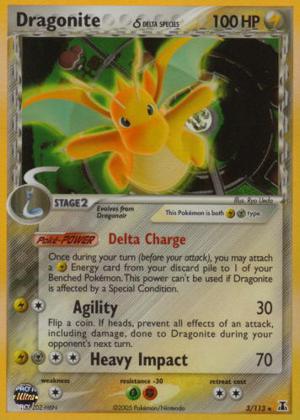 Dragonite δ DELTA SPECIES 100 HP
Illus. Ryo Ueda
STAGE 2 Evolves from Dragonair
This Pokémon is both type
Poké-POWER Delta Charge
Once during your turn (before your attack), you may attach
a Energy card from your discard pile to 1 of your
Benched Pokémon. This power can't be used if Dragonite
is affected by a Special Condition.
Agility 30
Flip a coin. If heads, prevent all effects of an attack,
including damage, done to Dragonite during your
opponent's next turn.
Heavy Impact 70
weakness resistance -30 retreat cost
©2005 Pokémon/Nintendo 3/113 ★